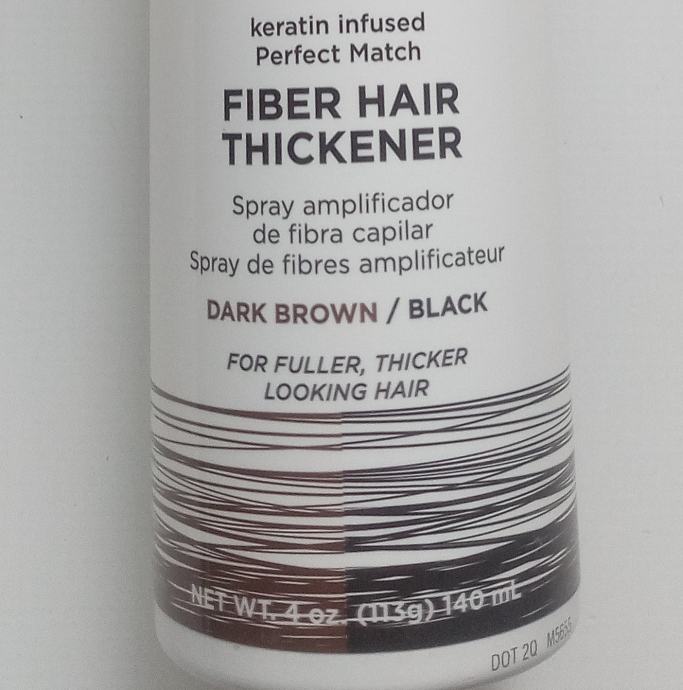 keratin infused
Perfect Match
FIBER HAIR
THICKENER
Spray amplificador
de fibra capilar
Spray de fibres amplificateur
DARK BROWN / BLACK
FOR FULLER, THICKER
LOOKING HAIR
NET WT. 4 oz. (113g) 140 mL
DOT 2Q